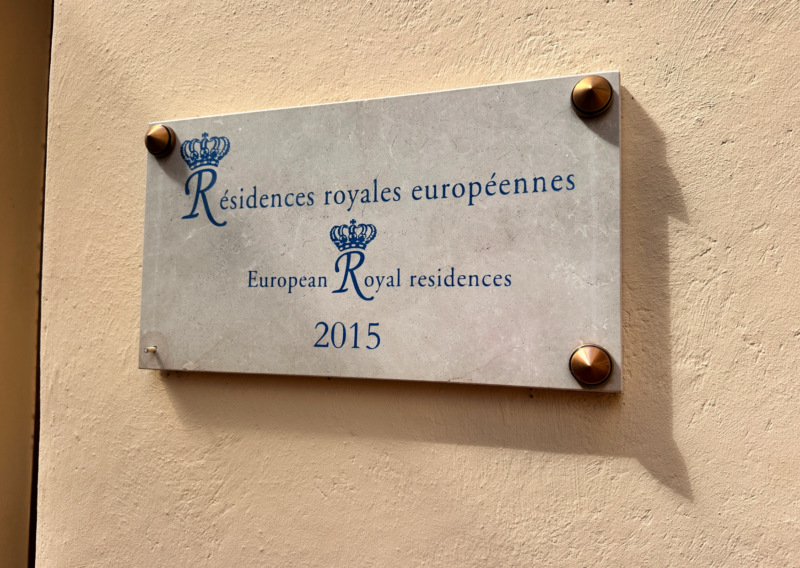 Résidences royales européennes
European Royal residences
2015